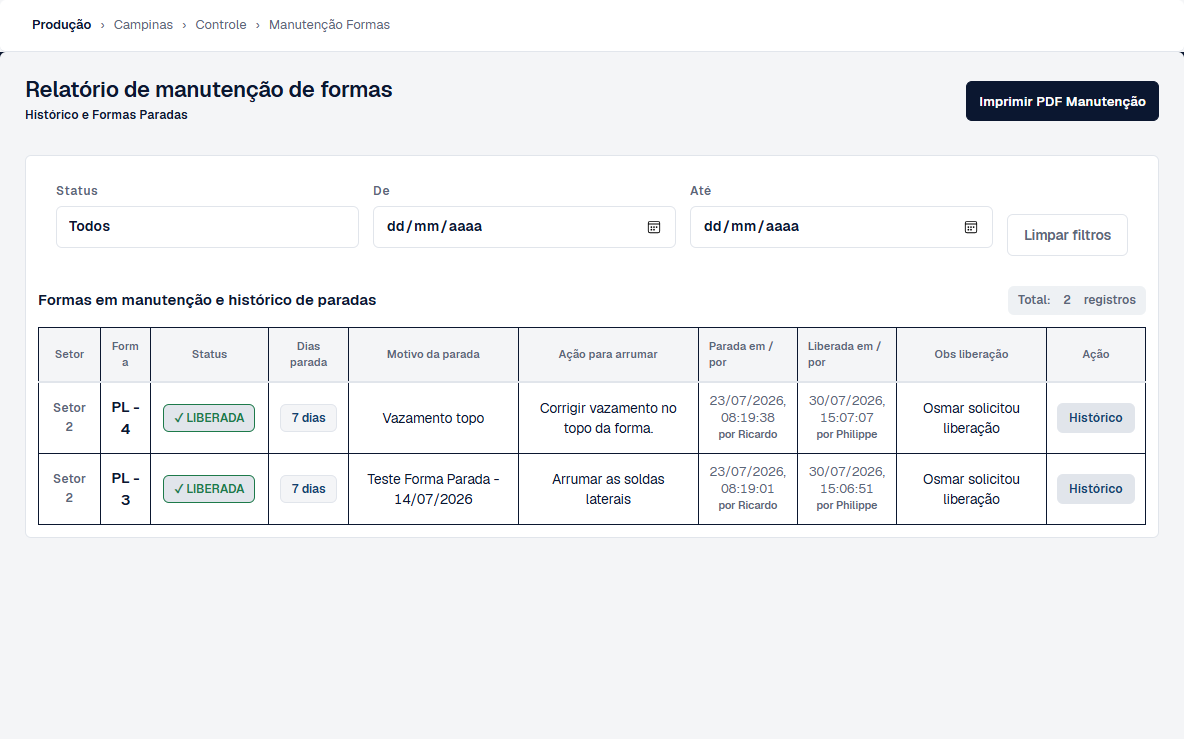 Produção › Campinas › Controle › Manutenção Formas
Relatório de manutenção de formas
Histórico e Formas Paradas
Imprimir PDF Manutenção
Status
De
Até
Todos
dd/mm/aaaa
dd/mm/aaaa
Limpar filtros
Formas em manutenção e histórico de paradas
Total: 2 registros
Setor
Form
a
Status
Dias
parada
Motivo da parada
Ação para arrumar
Parada em /
por
Liberada em /
por
Obs liberação
Ação
Setor
2
PL -
4
✓ LIBERADA
7 dias
Vazamento topo
Corrigir vazamento no
topo da forma.
23/07/2026,
08:19:38
por Ricardo
30/07/2026,
15:07:07
por Philippe
Osmar solicitou
liberação
Histórico
Setor
2
PL -
3
✓ LIBERADA
7 dias
Teste Forma Parada -
14/07/2026
Arrumar as soldas
laterais
23/07/2026,
08:19:01
por Ricardo
30/07/2026,
15:06:51
por Philippe
Osmar solicitou
liberação
Histórico